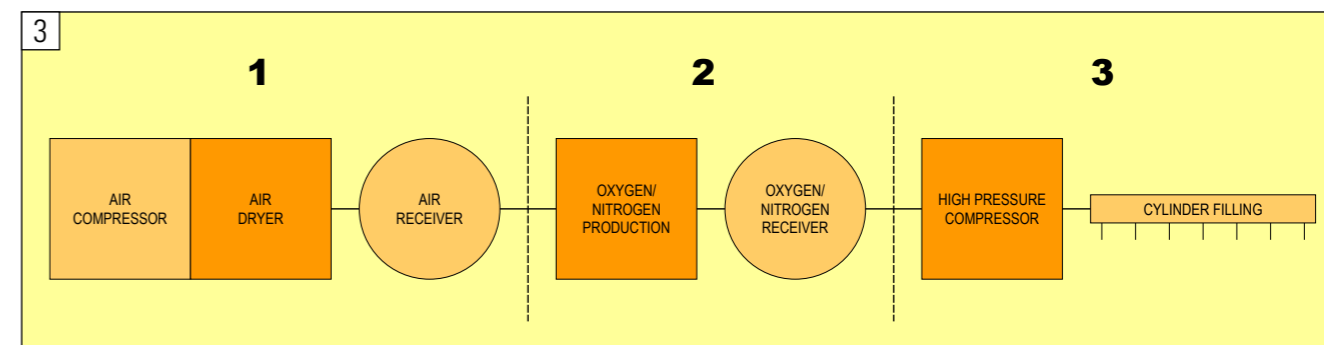 3
1
2
3
AIR
COMPRESSOR
AIR
DRYER
AIR
RECEIVER
OXYGEN/
NITROGEN
PRODUCTION
OXYGEN/
NITROGEN
RECEIVER
HIGH PRESSURE
COMPRESSOR
CYLINDER FILLING